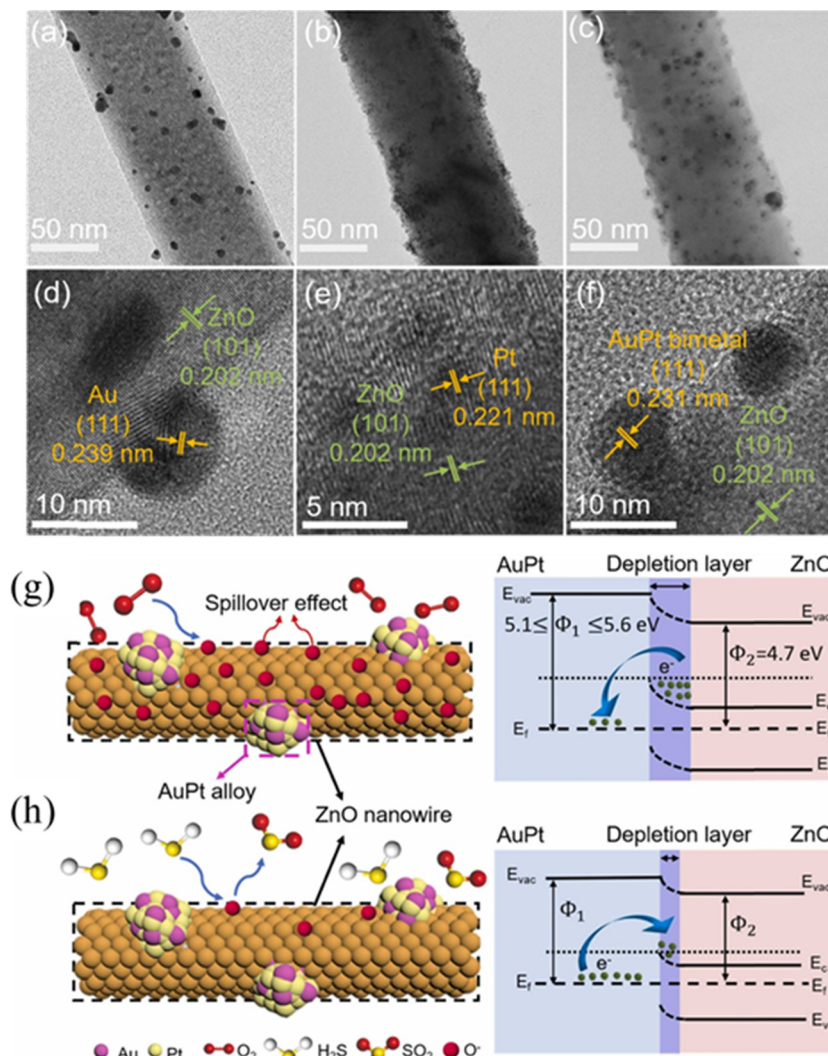 (a)
50 nm
(b)
50 nm
(c)
50 nm
(d)
ZnO
(101)
0.202 nm
Au
(111)
0.239 nm
10 nm
(e)
Pt
(111)
0.221 nm
ZnO
(101)
0.202 nm
5 nm
(f)
AuPt bimetal
(111)
0.231 nm
ZnO
(101)
0.202 nm
10 nm
(g)
Spillover effect
AuPt alloy
ZnO nanowire
AuPt Depletion layer ZnO
Evac
Evac
5.1≤ Φ1 ≤5.6 eV
Φ2=4.7 eV
e-
Ef
(h)
AuPt Depletion layer ZnO
Evac
Evac
Φ1
Φ2
e-
Ec
Ef
Ef
Ev
Au Pt O2 H2S SO2 O-